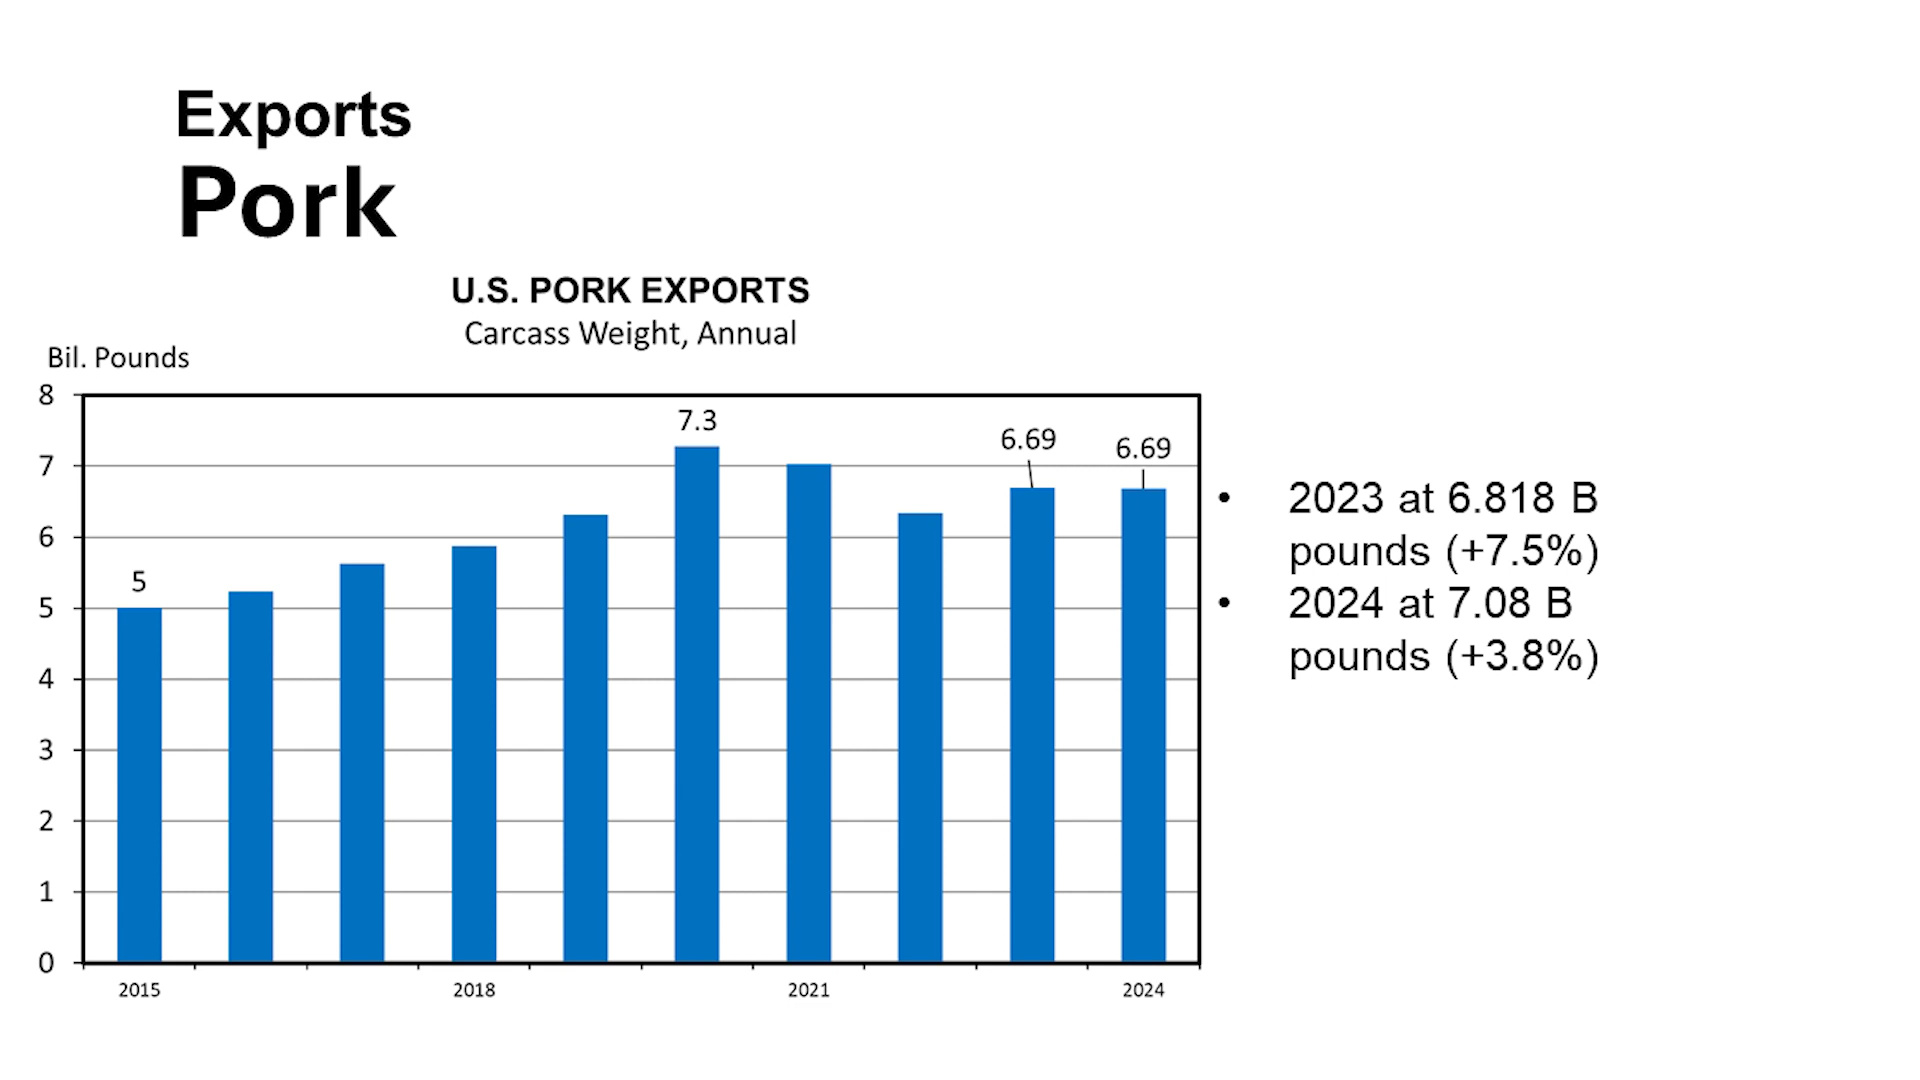 Exports
Pork
U.S. PORK EXPORTS
Carcass Weight, Annual
Bil. Pounds
8
7
6
5
4
3
2
1
0
5
7.3
6.69
6.69
2015
2018
2021
2024
• 2023 at 6.818 B
pounds (+7.5%)
• 2024 at 7.08 B
pounds (+3.8%)